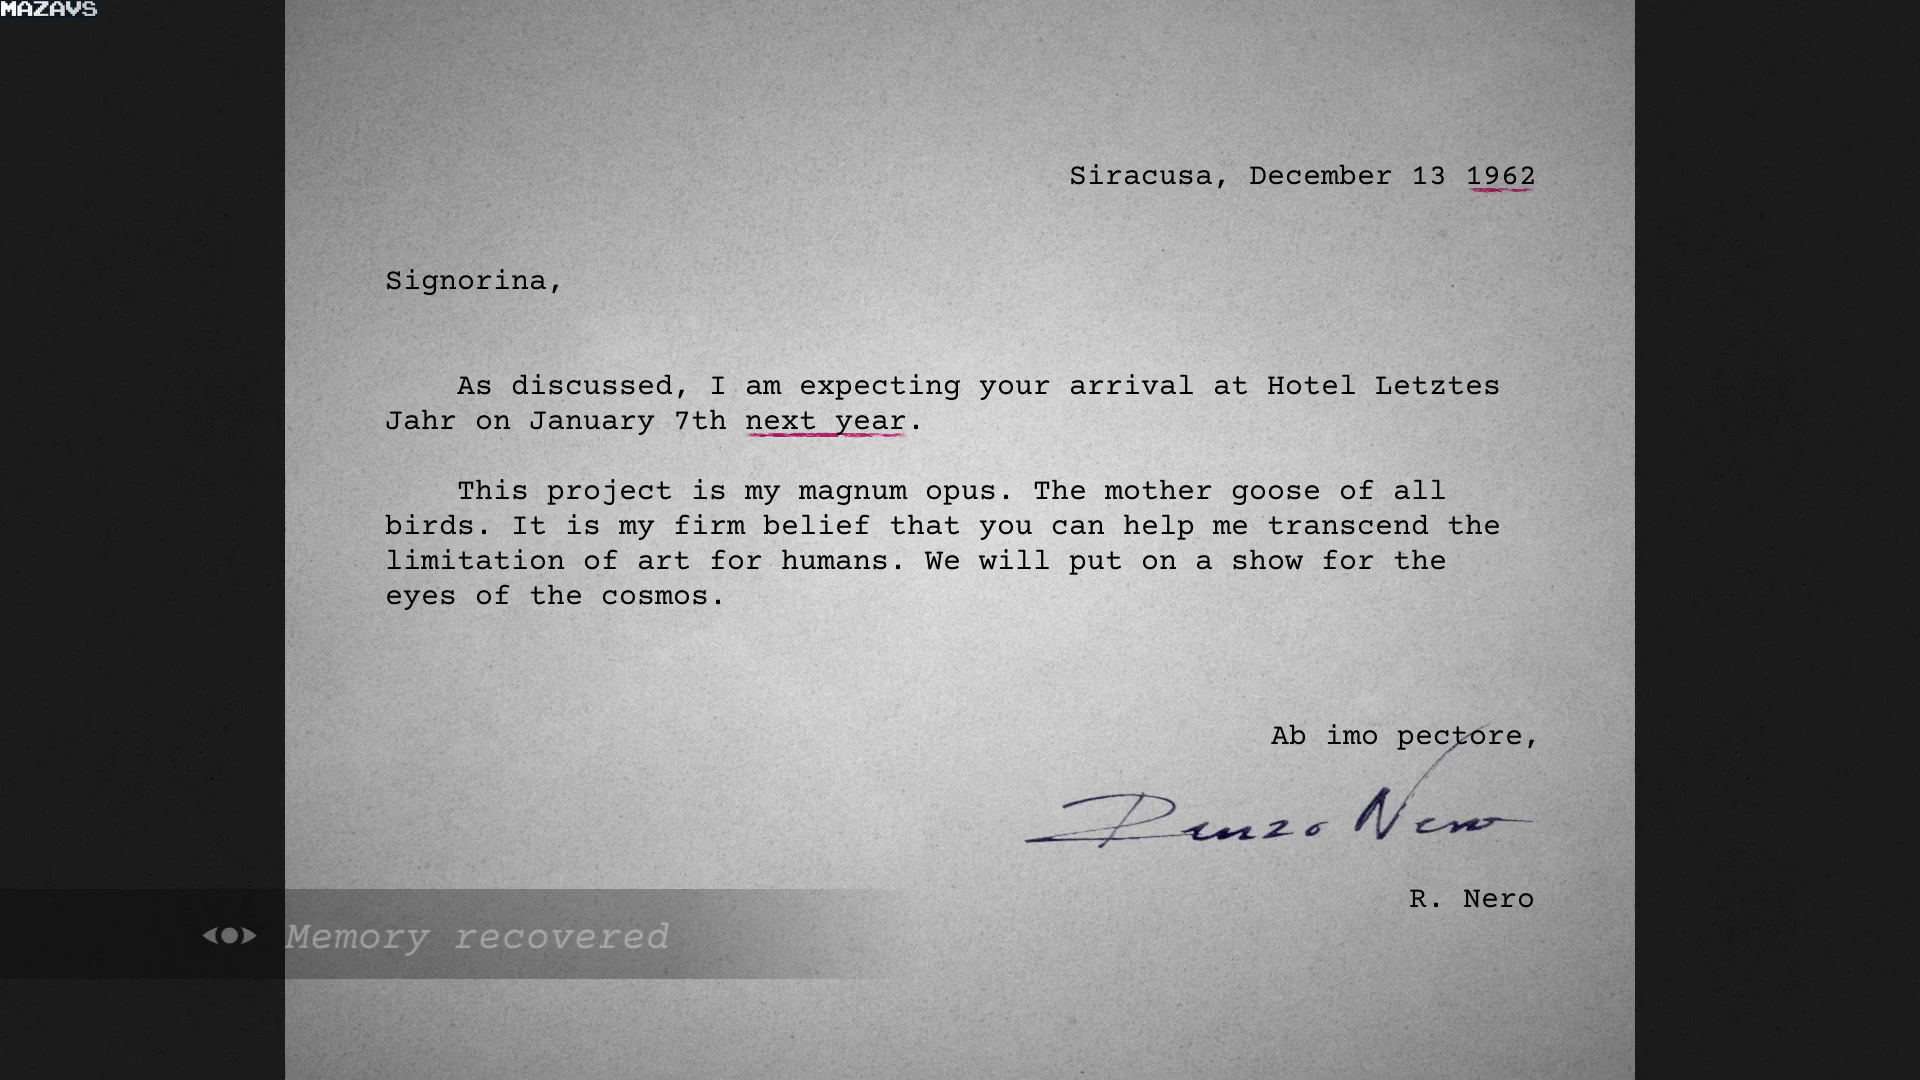 MAZAVS
Siracusa, December 13 1962
Signorina,
As discussed, I am expecting your arrival at Hotel Letztes
Jahr on January 7th next year.
This project is my magnum opus. The mother goose of all
birds. It is my firm belief that you can help me transcend the
limitation of art for humans. We will put on a show for the
eyes of the cosmos.
Ab imo pectore,
Renzo Nero
R. Nero
Memory recovered